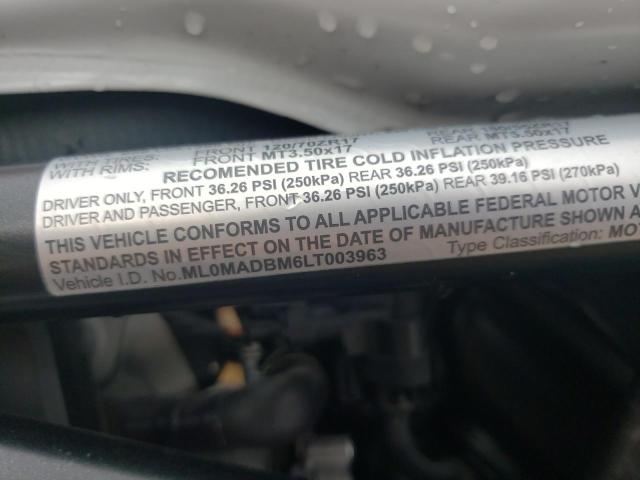 WITH TIRES: FRONT 120/70ZR17
WITH RIMS: FRONT MT3.50x17 REAR MT5.50x17
RECOMENDED TIRE COLD INFLATION PRESSURE
DRIVER ONLY, FRONT 36.26 PSI (250kPa) REAR 36.26 PSI (250kPa)
DRIVER AND PASSENGER, FRONT 36.26 PSI (250kPa) REAR 39.16 PSI (270kPa)
THIS VEHICLE CONFORMS TO ALL APPLICABLE FEDERAL MOTOR V
STANDARDS IN EFFECT ON THE DATE OF MANUFACTURE SHOWN A
Vehicle I.D. No.ML0MADBM6LT003963 Type Classification: MOT